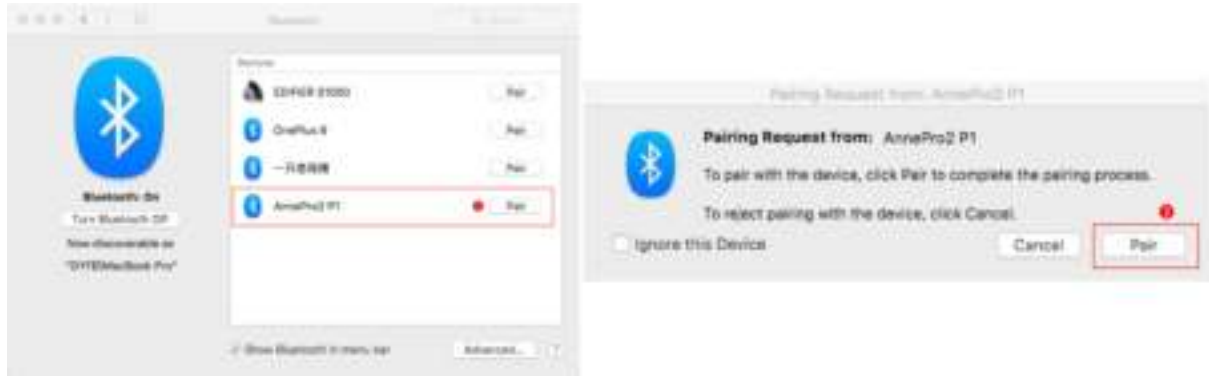 Bluetooth
Devices
EDIFIER
Pair
OnePlus
Pair
Pair
AnnePro2 P1
Pair
Bluetooth: On
Turn Bluetooth Off
Now discoverable as
MacBook Pro"
Show Bluetooth in menu bar
Advanced...
?
Pairing Request from: AnnePro2 P1
Pairing Request from: AnnePro2 P1
To pair with the device, click Pair to complete the pairing process.
To reject pairing with the device, click Cancel.
Ignore this Device
Cancel
Pair